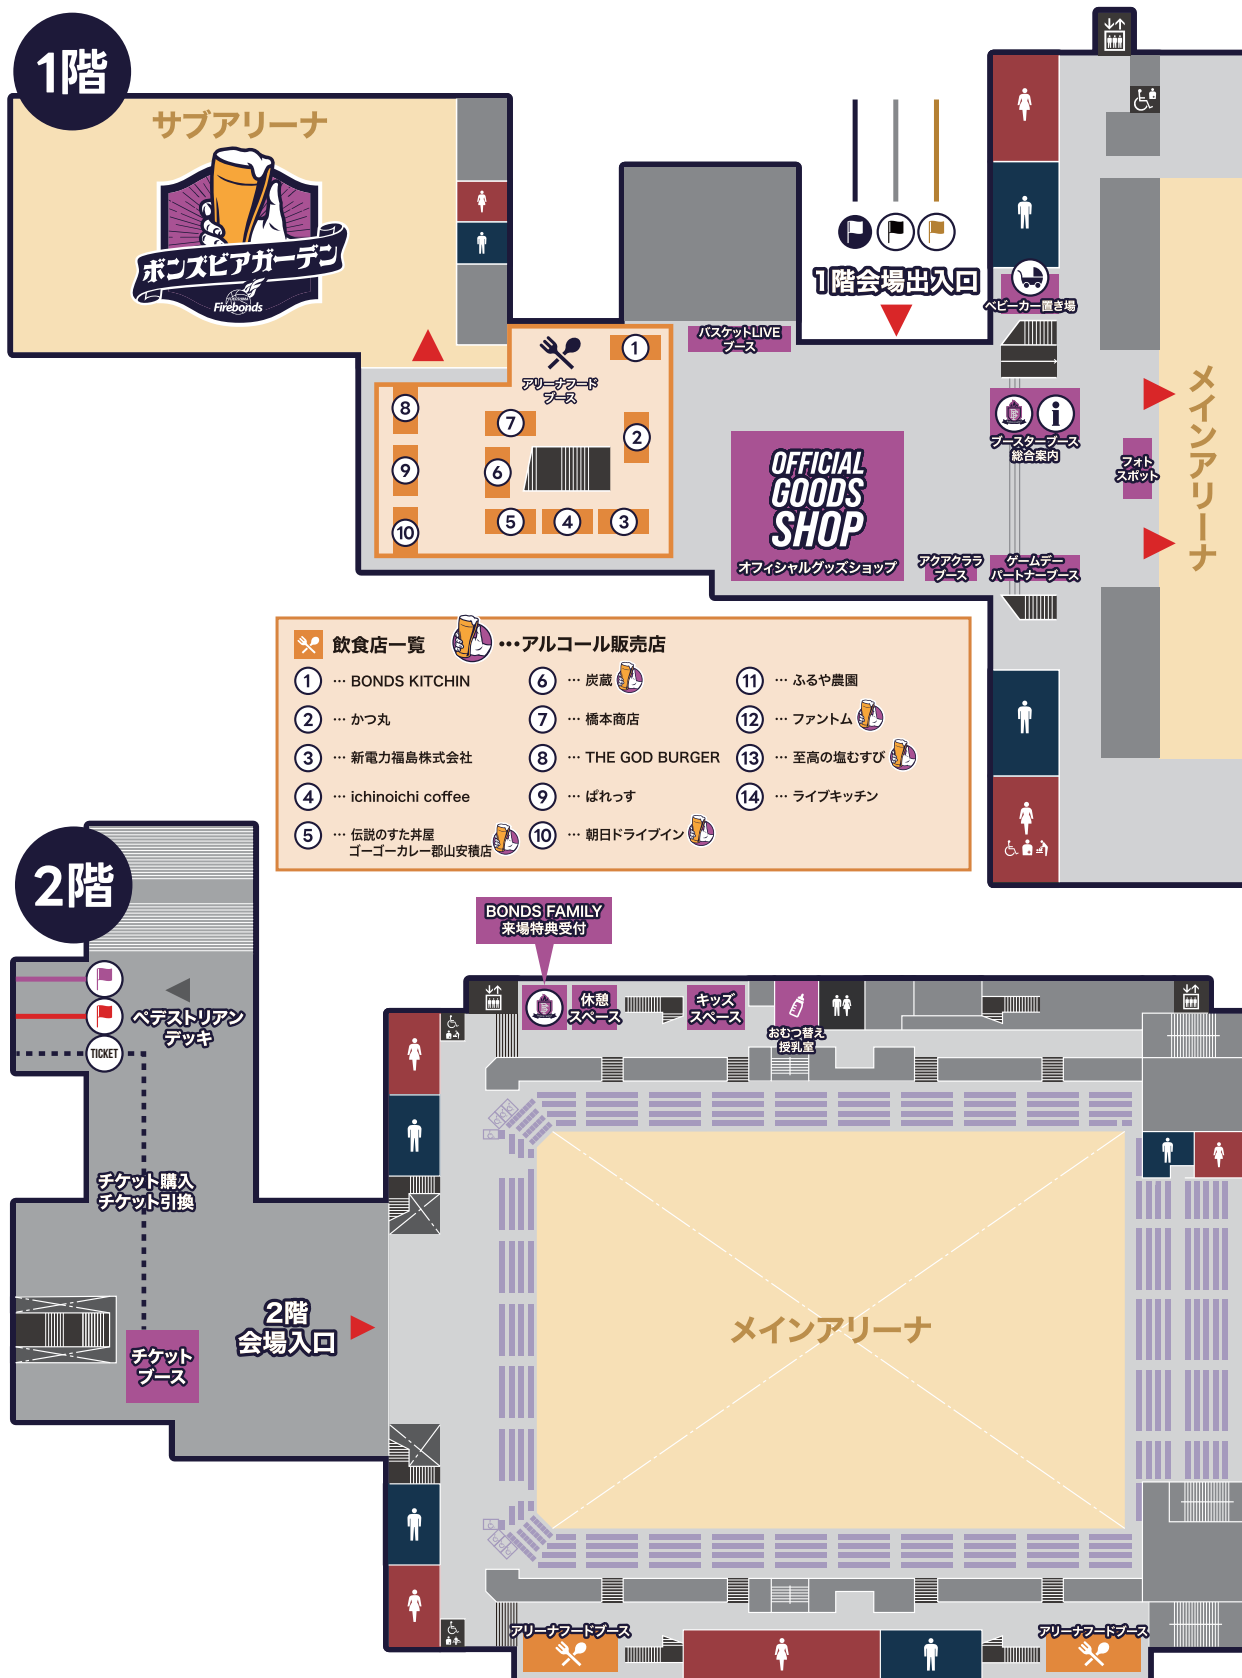 1階
サブアリーナ
ボンズビアガーデン
FUKUSHIMA
Firebonds
1階会場出入口
ベビーカー置き場
バスケットLIVE
ブース
アリーナフード
ブース
1
2
3
4
5
6
7
8
9
10
OFFICIAL
GOODS
SHOP
オフィシャルグッズショップ
ブースターブース
総合案内
フォト
スポット
アクアクララ
ブース
ゲームデー
パートナーブース
メインアリーナ
飲食店一覧
…アルコール販売店
1 … BONDS KITCHIN
2 … かつ丸
3 … 新電力福島株式会社
4 … ichinoichi coffee
5 … 伝説のすた丼屋
ゴーゴーカレー郡山安積店
6 … 炭蔵
7 … 橋本商店
8 … THE GOD BURGER
9 … ぱれっす
10 … 朝日ドライブイン
11 … ふるや農園
12 … ファントム
13 … 至高の塩むすび
14 … ライブキッチン
2階
BONDS FAMILY
来場特典受付
休憩
スペース
キッズ
スペース
おむつ替え
授乳室
ペデストリアン
デッキ
TICKET
チケット購入
チケット引換
2階
会場入口
チケット
ブース
メインアリーナ
アリーナフードブース
アリーナフードブース